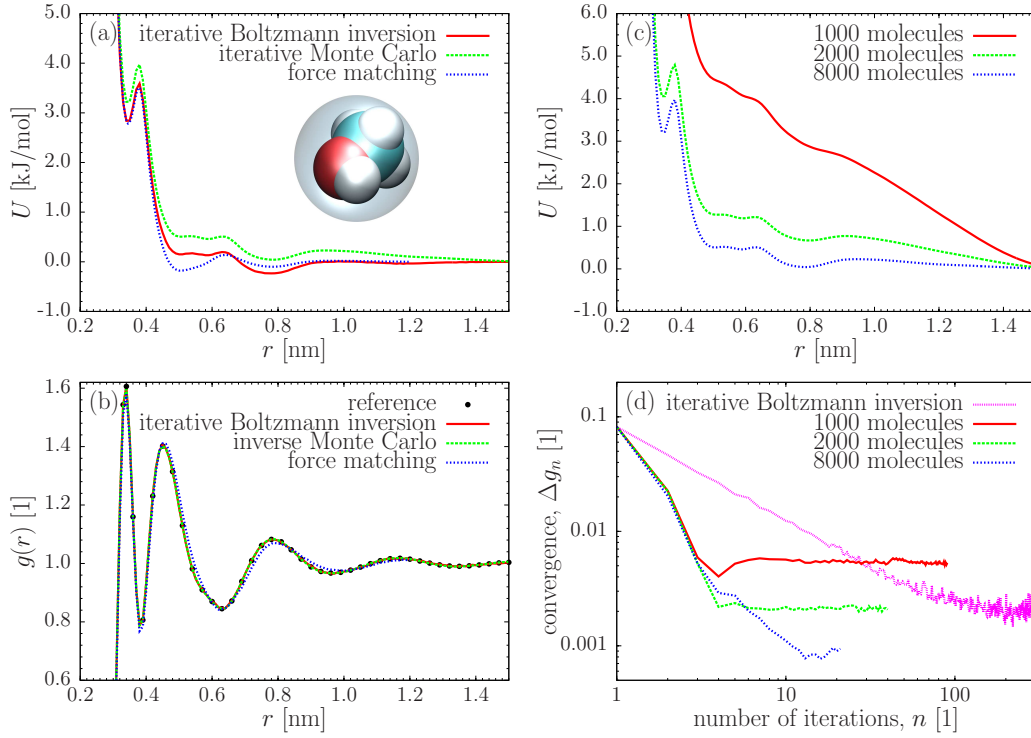 (a)
iterative Boltzmann inversion
iterative Monte Carlo
force matching
5.0
4.0
3.0
2.0
1.0
0.0
-1.0
U [kJ/mol]
0.2 0.4 0.6 0.8 1.0 1.2 1.4
r [nm]
(c)
1000 molecules
2000 molecules
8000 molecules
6.0
5.0
4.0
3.0
2.0
1.0
0.0
-1.0
U [kJ/mol]
0.2 0.4 0.6 0.8 1.0 1.2 1.4
r [nm]
(b)
reference
iterative Boltzmann inversion
inverse Monte Carlo
force matching
1.6
1.4
1.2
1.0
0.8
0.6
g(r) [1]
0.2 0.4 0.6 0.8 1.0 1.2 1.4
r [nm]
(d)
iterative Boltzmann inversion
1000 molecules
2000 molecules
8000 molecules
0.1
0.01
0.001
convergence, Δgn [1]
1 10 100
number of iterations, n [1]